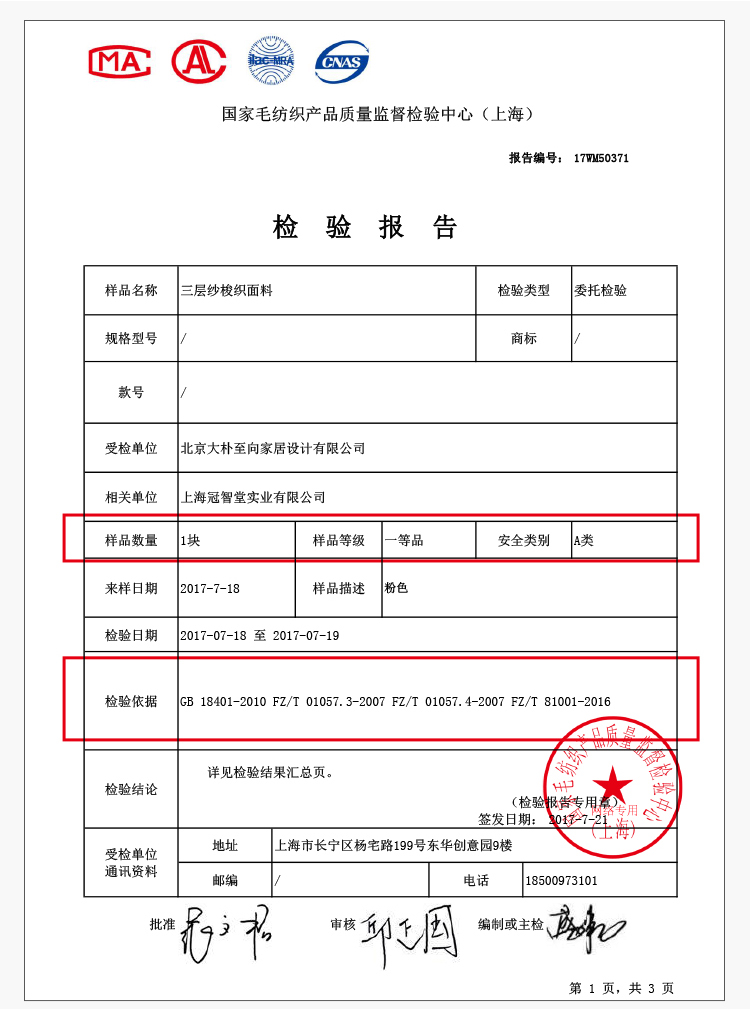 MA AL ilac-MRA CNAS
国家毛纺织产品质量监督检验中心（上海）
报告编号： 17WM50371
检 验 报 告
样品名称 三层纱梭织面料 检验类型 委托检验
规格型号 / 商标 /
款号 /
受检单位 北京大朴至向家居设计有限公司
相关单位 上海冠智堂实业有限公司
样品数量 1块 样品等级 一等品 安全类别 A类
来样日期 2017-7-18 样品描述 粉色
检验日期 2017-07-18 至 2017-07-19
检验依据 GB 18401-2010 FZ/T 01057.3-2007 FZ/T 01057.4-2007 FZ/T 81001-2016
检验结论 详见检验结果汇总页。
（检验报告专用章）
签发日期： 2017-7-21
国家毛纺织产品质量监督检验中心
网络专用
（上海）
受检单位
通讯资料
地址 上海市长宁区杨宅路199号东华创意园9楼
邮编 / 电话 18500973101
批准 审核 编制或主检
第 1 页，共 3 页